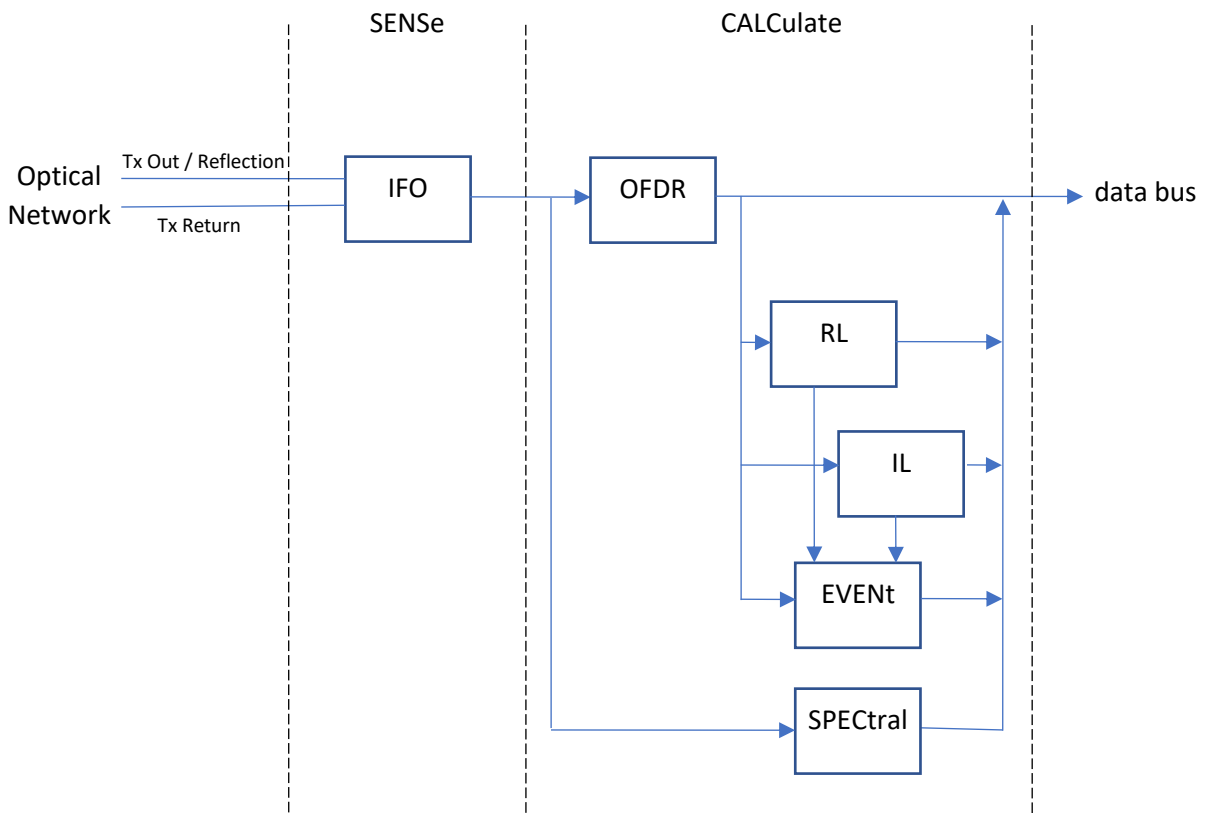 SENSe
CALCulate
Tx Out / Reflection
Optical
Network
Tx Return
IFO
OFDR
data bus
RL
IL
EVENt
SPECtral